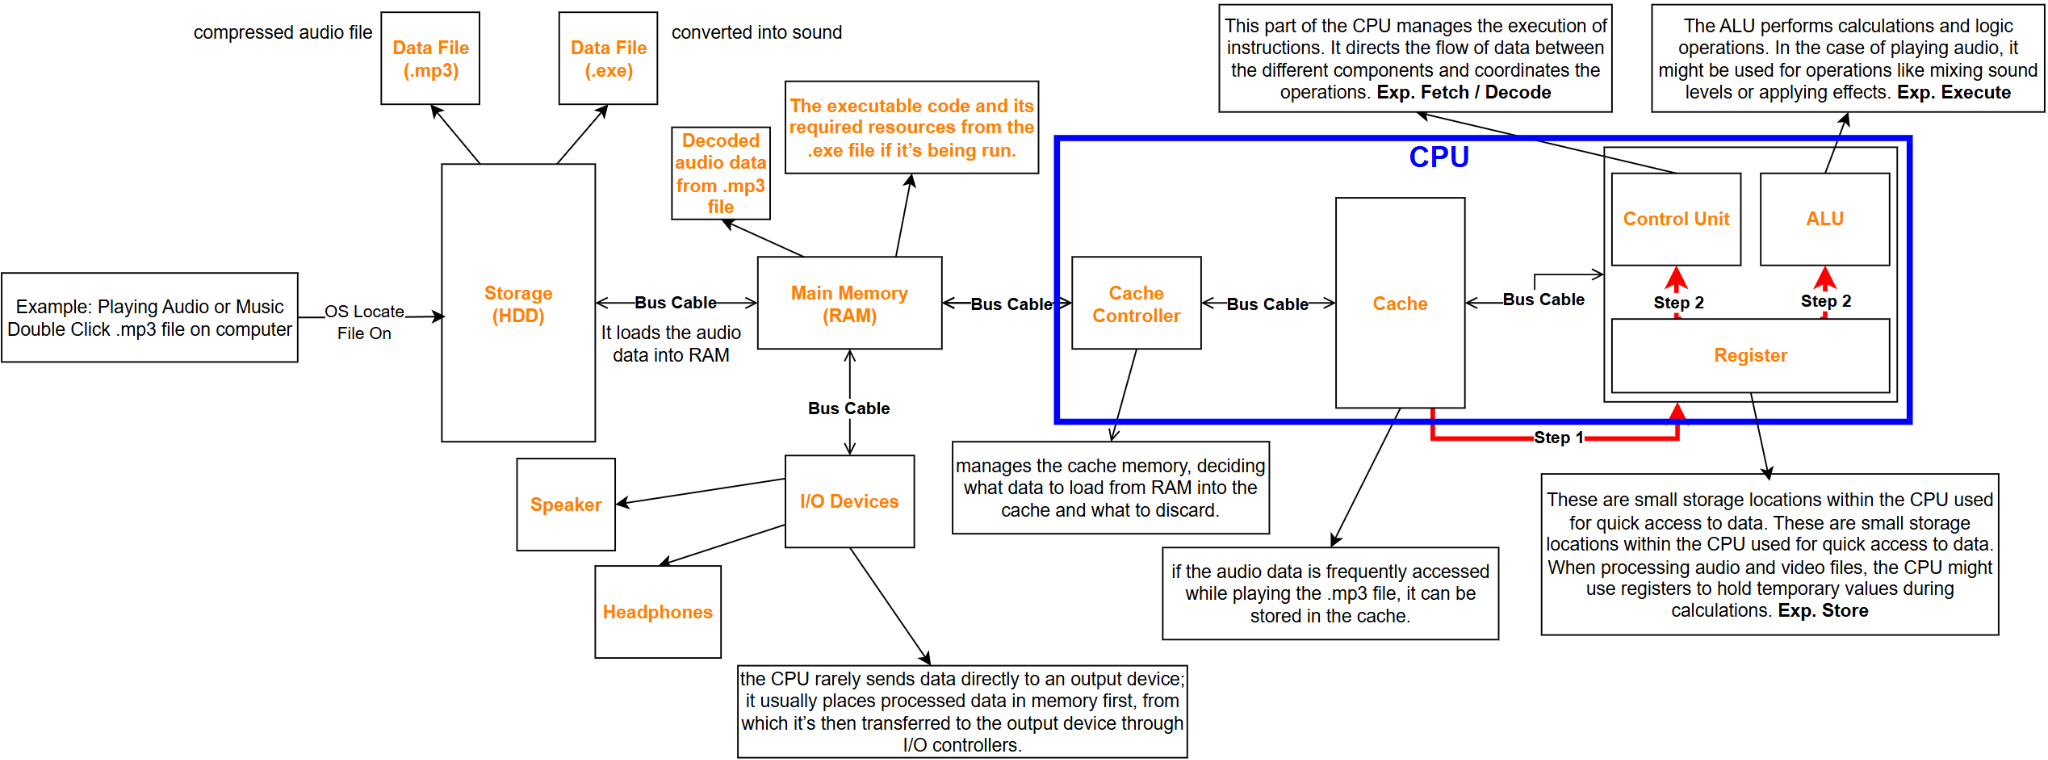 compressed audio file
Data File
(.mp3)
Data File
(.exe)
converted into sound
Decoded
audio data
from .mp3
file
The executable code and its
required resources from the
.exe file if it's being run.
This part of the CPU manages the execution of
instructions. It directs the flow of data between
the different components and coordinates the
operations. Exp. Fetch / Decode
The ALU performs calculations and logic
operations. In the case of playing audio, it
might be used for operations like mixing sound
levels or applying effects. Exp. Execute
CPU
Example: Playing Audio or Music
Double Click .mp3 file on computer
OS Locate
File On
Storage
(HDD)
Bus Cable
It loads the audio
data into RAM
Main Memory
(RAM)
Bus Cable
Cache
Controller
Bus Cable
Cache
Bus Cable
Control Unit
ALU
Step 2
Step 2
Register
Step 1
Bus Cable
I/O Devices
Speaker
Headphones
manages the cache memory, deciding
what data to load from RAM into the
cache and what to discard.
if the audio data is frequently accessed
while playing the .mp3 file, it can be
stored in the cache.
These are small storage locations within the CPU used
for quick access to data. These are small storage
locations within the CPU used for quick access to data.
When processing audio and video files, the CPU might
use registers to hold temporary values during
calculations. Exp. Store
the CPU rarely sends data directly to an output device;
it usually places processed data in memory first, from
which it's then transferred to the output device through
I/O controllers.